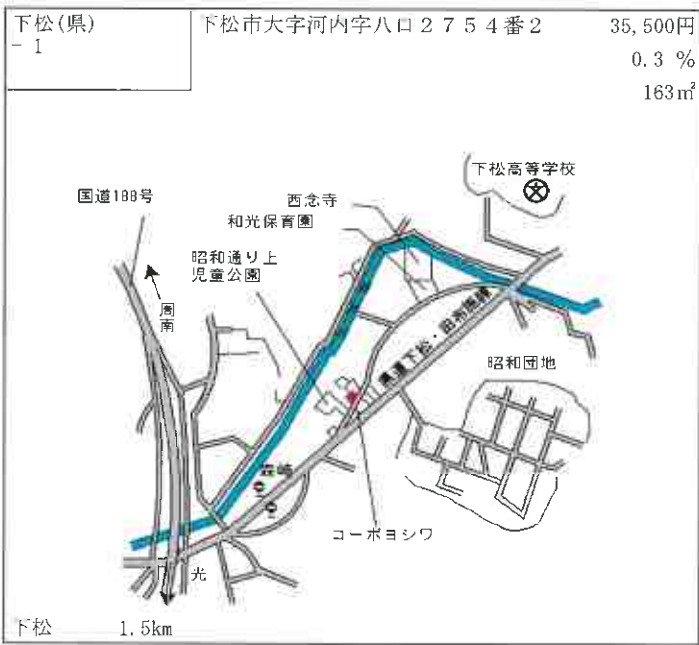 下松(県)
- 1
下松市大字河内字八口2754番2
35,500円
0.3 %
163㎡
下松高等学校
国道188号
西念寺
和光保育園
昭和通り上
児童公園
周南
県道下松・田布施線
昭和団地
コーポヨシワ
光
下松 1.5km